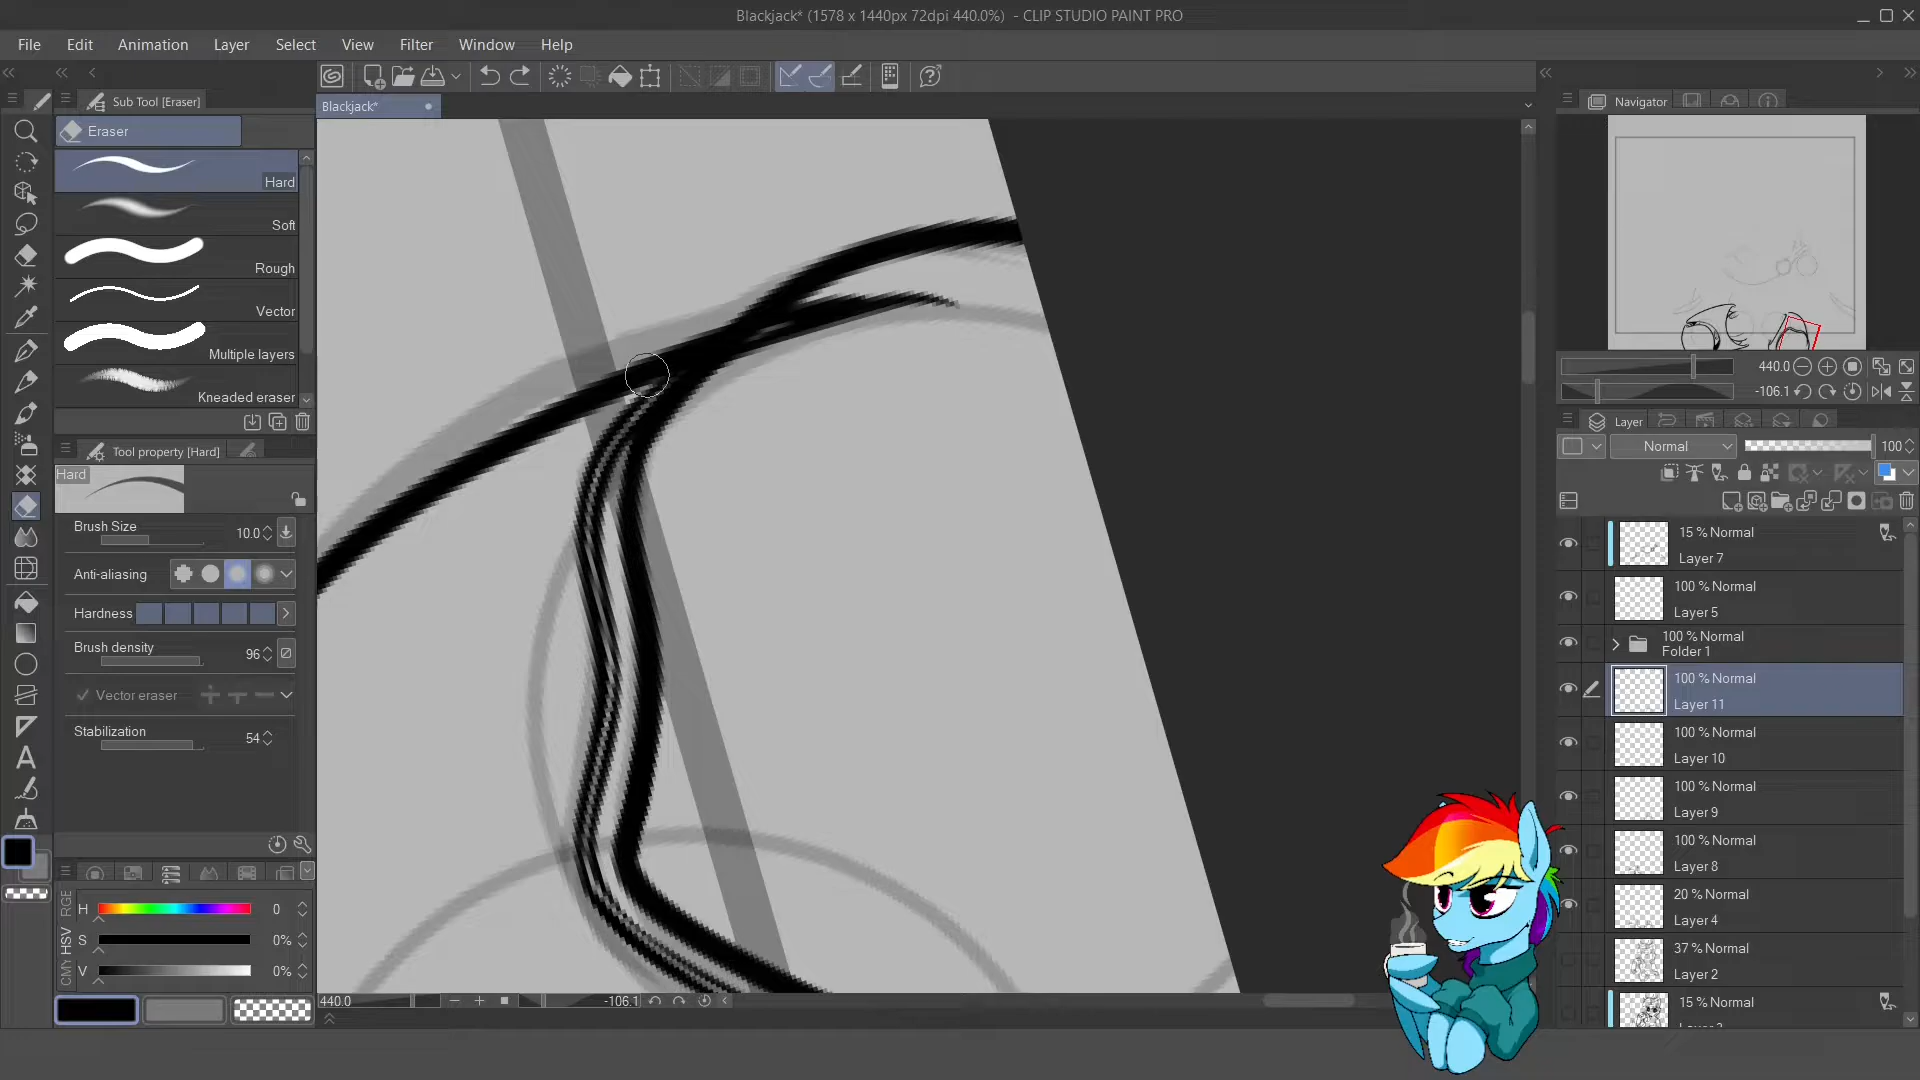 Blackjack* (1578 x 1440px 72dpi 440.0%) - CLIP STUDIO PAINT PRO
File Edit Animation Layer Select View Filter Window Help
Sub Tool [Eraser]
Blackjack*
Navigator
Eraser
Hard
Soft
Rough
Vector
Multiple layers
Kneaded eraser
440.0
-106.1
Tool property [Hard]
Layer
Hard
Normal
100
Brush Size
10.0
Anti-aliasing
Hardness
Brush density
96
Vector eraser
Stabilization
54
15 % Normal
Layer 7
100 % Normal
Layer 5
100 % Normal
Folder 1
100 % Normal
Layer 11
100 % Normal
Layer 10
100 % Normal
Layer 9
100 % Normal
Layer 8
20 % Normal
Layer 4
37 % Normal
Layer 2
15 % Normal
RGE
HSV
CMY
H 0
S 0%
V 0%
440.0
-106.1